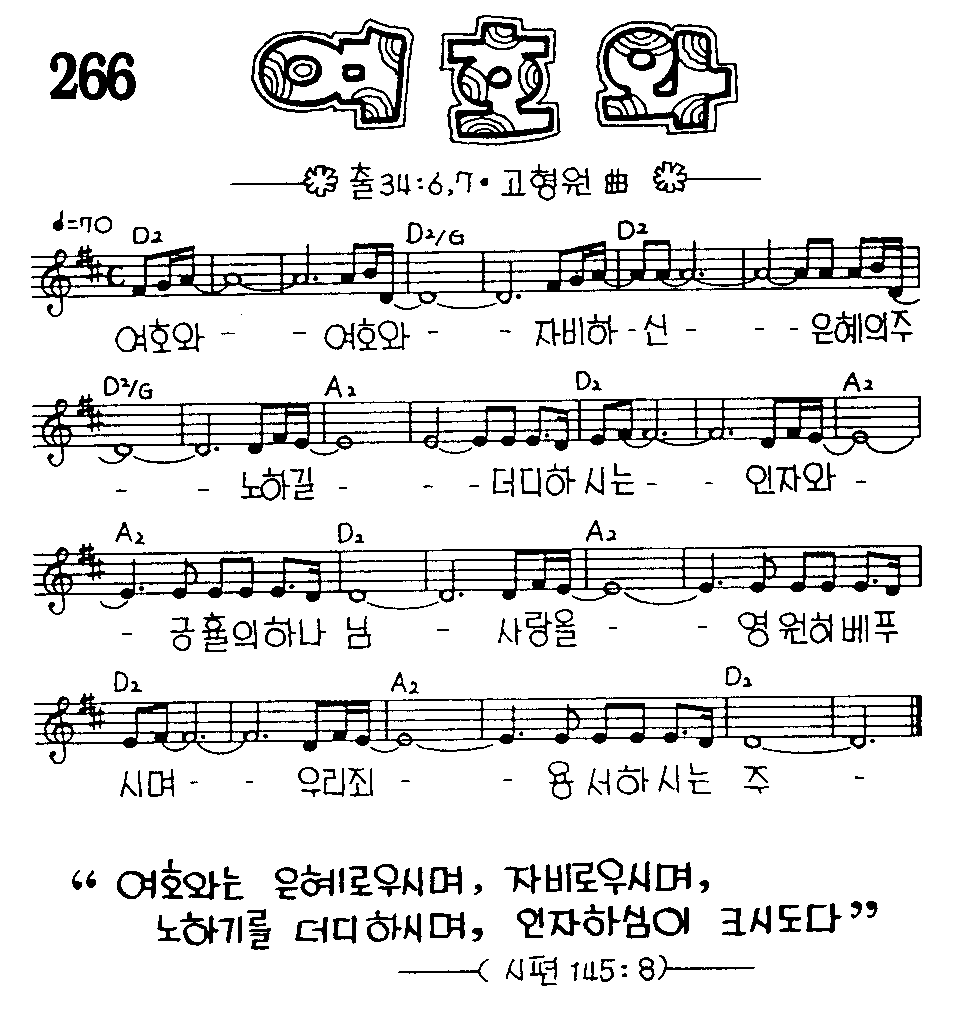 266
여호와
출34:6,7·고형원 曲
♩=70 D2 D2/G D2
여호와 - - 여호와 - - 자비하-신 - - - 은혜의주
D2/G A2 D2 A2
- - 노하길 - - - 더디하시는 - - 인자와 -
A2 D2 A2
- 긍휼의하나님 - 사랑을 - - 영원히베푸
D2 A2 D2
시며 - - 우리죄 - - 용서하시는 주 -
“여호와는 은혜로우시며, 자비로우시며,
노하기를 더디하시며, 인자하심이 크시도다”
(시편 145:8)